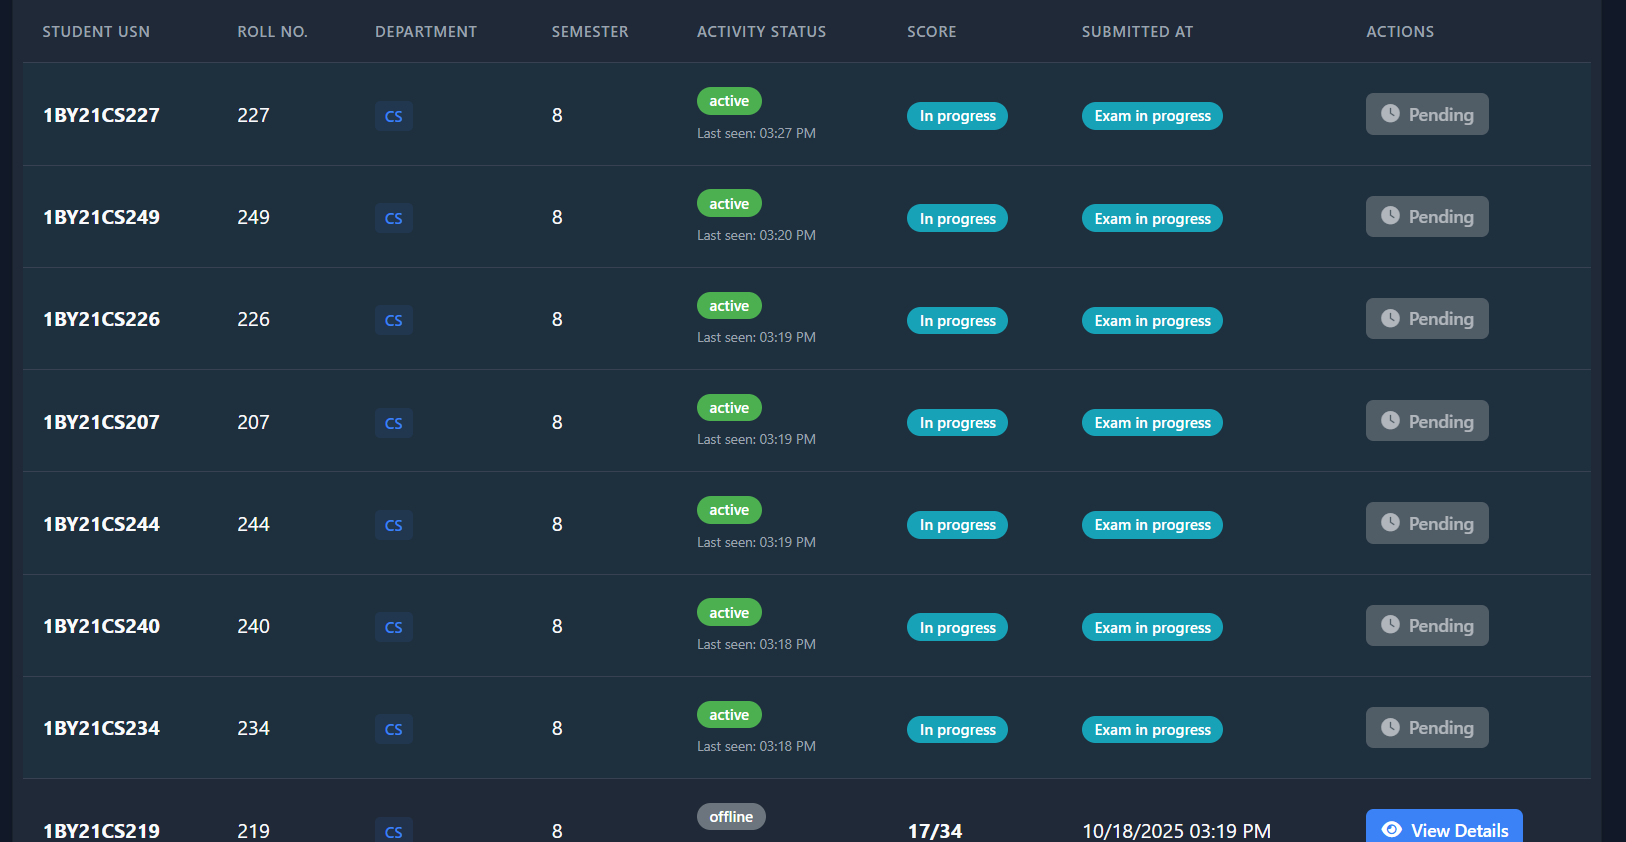 STUDENT USN ROLL NO. DEPARTMENT SEMESTER ACTIVITY STATUS SCORE SUBMITTED AT ACTIONS
1BY21CS227 227 CS 8 active In progress Exam in progress Pending
Last seen: 03:27 PM
1BY21CS249 249 CS 8 active In progress Exam in progress Pending
Last seen: 03:20 PM
1BY21CS226 226 CS 8 active In progress Exam in progress Pending
Last seen: 03:19 PM
1BY21CS207 207 CS 8 active In progress Exam in progress Pending
Last seen: 03:19 PM
1BY21CS244 244 CS 8 active In progress Exam in progress Pending
Last seen: 03:19 PM
1BY21CS240 240 CS 8 active In progress Exam in progress Pending
Last seen: 03:18 PM
1BY21CS234 234 CS 8 active In progress Exam in progress Pending
Last seen: 03:18 PM
1BY21CS219 219 CS 8 offline 17/34 10/18/2025 03:19 PM View Details